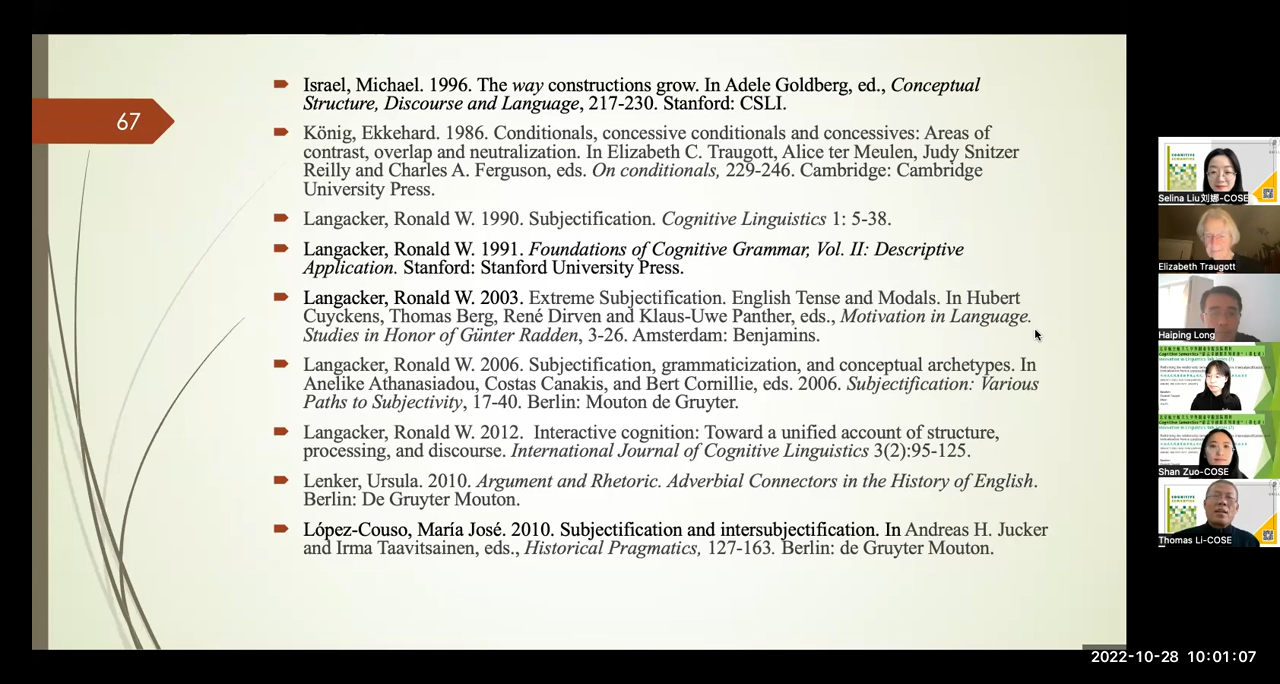 67
Israel, Michael. 1996. The way constructions grow. In Adele Goldberg, ed., Conceptual
Structure, Discourse and Language, 217-230. Stanford: CSLI.
König, Ekkehard. 1986. Conditionals, concessive conditionals and concessives: Areas of
contrast, overlap and neutralization. In Elizabeth C. Traugott, Alice ter Meulen, Judy Snitzer
Reilly and Charles A. Ferguson, eds. On conditionals, 229-246. Cambridge: Cambridge
University Press.
Langacker, Ronald W. 1990. Subjectification. Cognitive Linguistics 1: 5-38.
Langacker, Ronald W. 1991. Foundations of Cognitive Grammar, Vol. II: Descriptive
Application. Stanford: Stanford University Press.
Langacker, Ronald W. 2003. Extreme Subjectification. English Tense and Modals. In Hubert
Cuyckens, Thomas Berg, René Dirven and Klaus-Uwe Panther, eds., Motivation in Language.
Studies in Honor of Günter Radden, 3-26. Amsterdam: Benjamins.
Langacker, Ronald W. 2006. Subjectification, grammaticization, and conceptual archetypes. In
Anelike Athanasiadou, Costas Canakis, and Bert Cornillie, eds. 2006. Subjectification: Various
Paths to Subjectivity, 17-40. Berlin: Mouton de Gruyter.
Langacker, Ronald W. 2012. Interactive cognition: Toward a unified account of structure,
processing, and discourse. International Journal of Cognitive Linguistics 3(2):95-125.
Lenker, Ursula. 2010. Argument and Rhetoric. Adverbial Connectors in the History of English.
Berlin: De Gruyter Mouton.
López-Couso, María José. 2010. Subjectification and intersubjectification. In Andreas H. Jucker
and Irma Taavitsainen, eds., Historical Pragmatics, 127-163. Berlin: de Gruyter Mouton.
COGNITIVE
SEMANTICS
Selina Liu刘娜-COSE
Elizabeth Traugott
Haiping Long
Shan Zuo-COSE
COGNITIVE
SEMANTICS
Thomas Li-COSE
2022-10-28 10:01:07